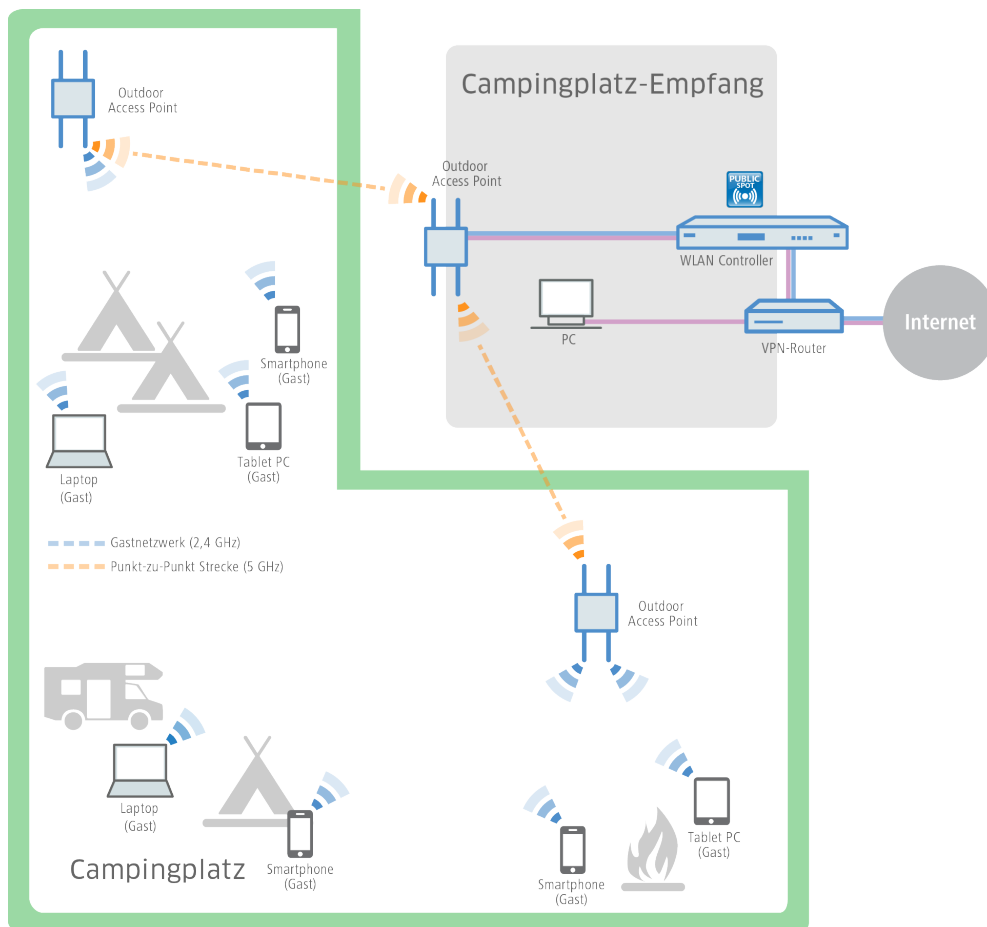 Outdoor
Access Point
Campingplatz-Empfang
Outdoor
Access Point
PUBLIC
SPOT
WLAN Controller
PC
VPN-Router
Internet
Smartphone
(Gast)
Tablet PC
(Gast)
Laptop
(Gast)
Gastnetzwerk (2,4 GHz)
Punkt-zu-Punkt Strecke (5 GHz)
Outdoor
Access Point
Laptop
(Gast)
Smartphone
(Gast)
Campingplatz
Smartphone
(Gast)
Tablet PC
(Gast)